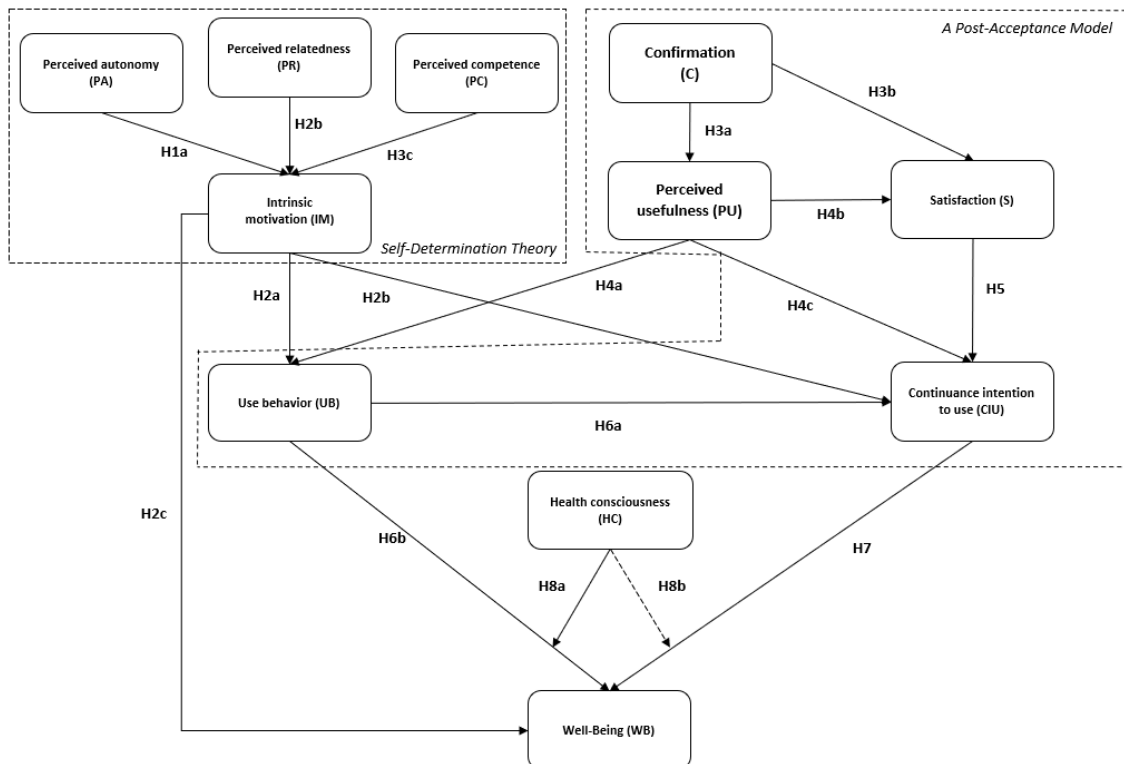 A Post-Acceptance Model
Perceived autonomy
(PA)
Perceived relatedness
(PR)
Perceived competence
(PC)
Confirmation
(C)
H3b
H1a
H2b
H3c
H3a
Intrinsic
motivation (IM)
Perceived
usefulness (PU)
H4b
Satisfaction (S)
Self-Determination Theory
H2a
H2b
H4a
H4c
H5
Use behavior (UB)
H6a
Continuance intention
to use (CIU)
H2c
H6b
Health consciousness
(HC)
H7
H8a
H8b
Well-Being (WB)